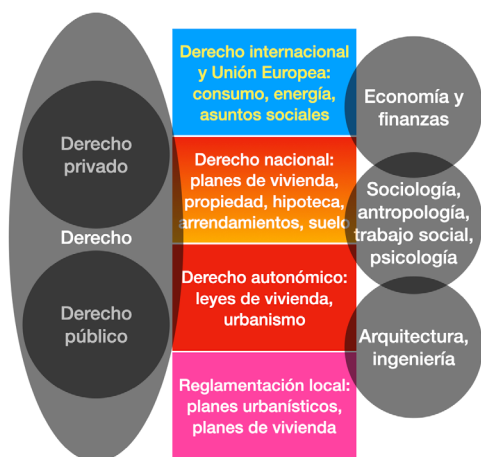 Derecho
privado
Derecho
Derecho
público
Derecho internacional
y Unión Europea:
consumo, energía,
asuntos sociales
Derecho nacional:
planes de vivienda,
propiedad, hipoteca,
arrendamientos, suelo
Derecho autonómico:
leyes de vivienda,
urbanismo
Reglamentación local:
planes urbanísticos,
planes de vivienda
Economía y
finanzas
Sociología,
antropología,
trabajo social,
psicología
Arquitectura,
ingeniería